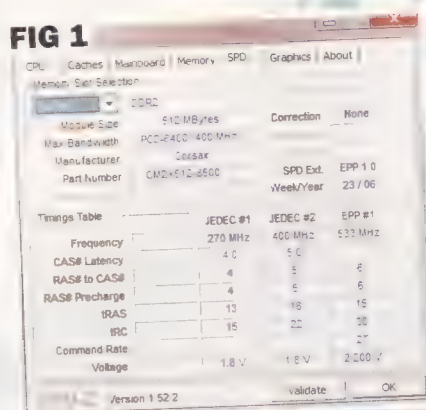 FIG 1
CPU Caches Mainboard Memory SPD Graphics About
Memory Slot Selection
DDR2
Module Size 512 MBytes Correction None
Max Bandwidth PC2-6400 (400 MHz)
Manufacturer Corsair SPD Ext. EPP 1.0
Part Number CM2X512-8500 Week/Year 23 / 06
Timings Table JEDEC #1 JEDEC #2 EPP #1
Frequency 270 MHz 400 MHz 533 MHz
CAS# Latency 4.0 5.0
RAS# to CAS# 4 5 6
RAS# Precharge 4 5 6
tRAS 13 18 15
tRC 15 22
Command Rate
Voltage 1.8 V 1.8 V 2.200 V
Version 1.52.2 Validate OK